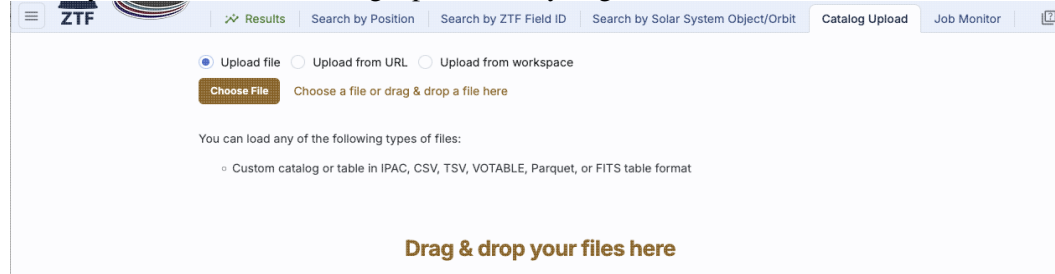 ZTF Results Search by Position Search by ZTF Field ID Search by Solar System Object/Orbit Catalog Upload Job Monitor
Upload file Upload from URL Upload from workspace
Choose File Choose a file or drag & drop a file here
You can load any of the following types of files:
Custom catalog or table in IPAC, CSV, TSV, VOTABLE, Parquet, or FITS table format
Drag & drop your files here